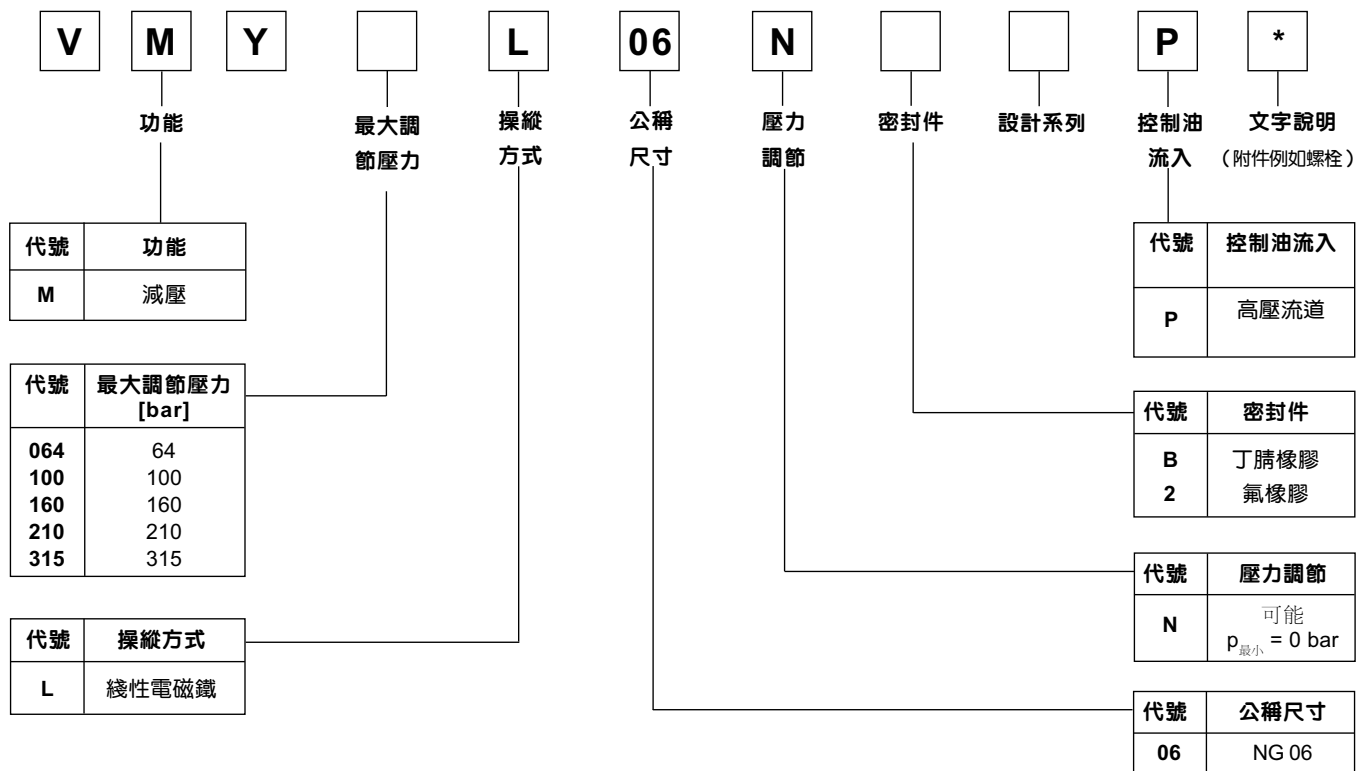 V M Y L 06 N P *
功能
最大調
節壓力
操縱
方式
公稱
尺寸
壓力
調節
密封件
設計系列
控制油
流入
文字說明
（附件例如螺栓）
代號 功能
M 減壓
代號 最大調節壓力
[bar]
064 64
100 100
160 160
210 210
315 315
代號 操縱方式
L 綫性電磁鐵
代號 控制油流入
P 高壓流道
代號 密封件
B 丁腈橡膠
2 氟橡膠
代號 壓力調節
N 可能
p最小 = 0 bar
代號 公稱尺寸
06 NG 06